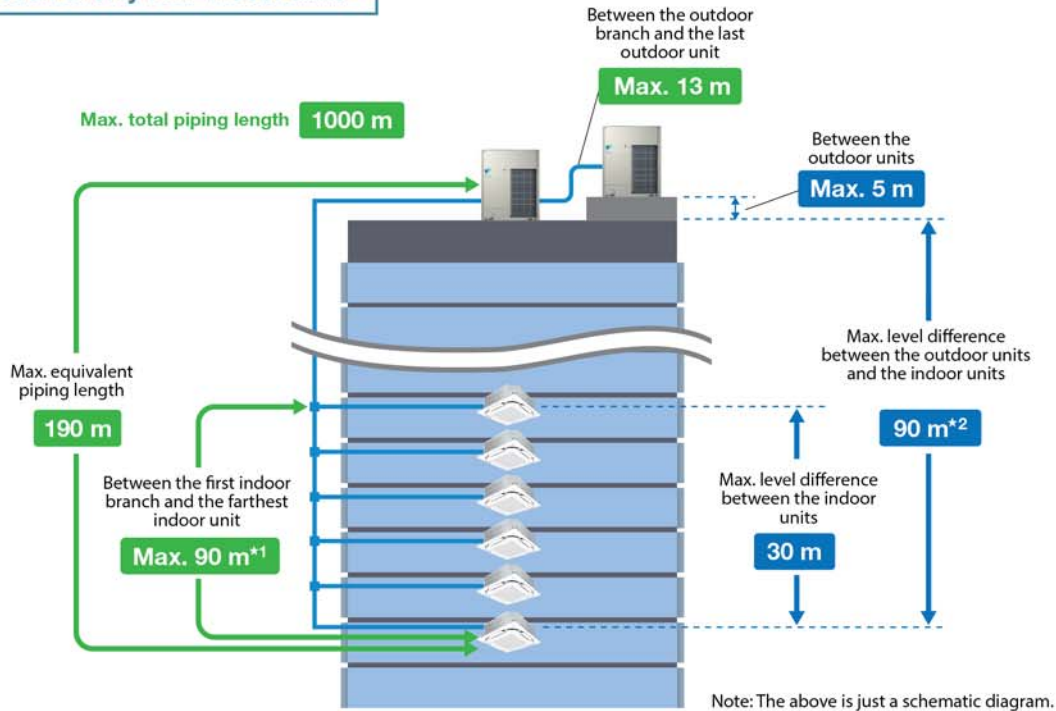 Between the outdoor
branch and the last
outdoor unit
Max. 13 m
Max. total piping length 1000 m
Between the
outdoor units
Max. 5 m
Max. level difference
between the outdoor units
and the indoor units
90 m*2
Max. equivalent
piping length
190 m
Between the first indoor
branch and the farthest
indoor unit
Max. 90 m*1
Max. level difference
between the indoor
units
30 m
Note: The above is just a schematic diagram.